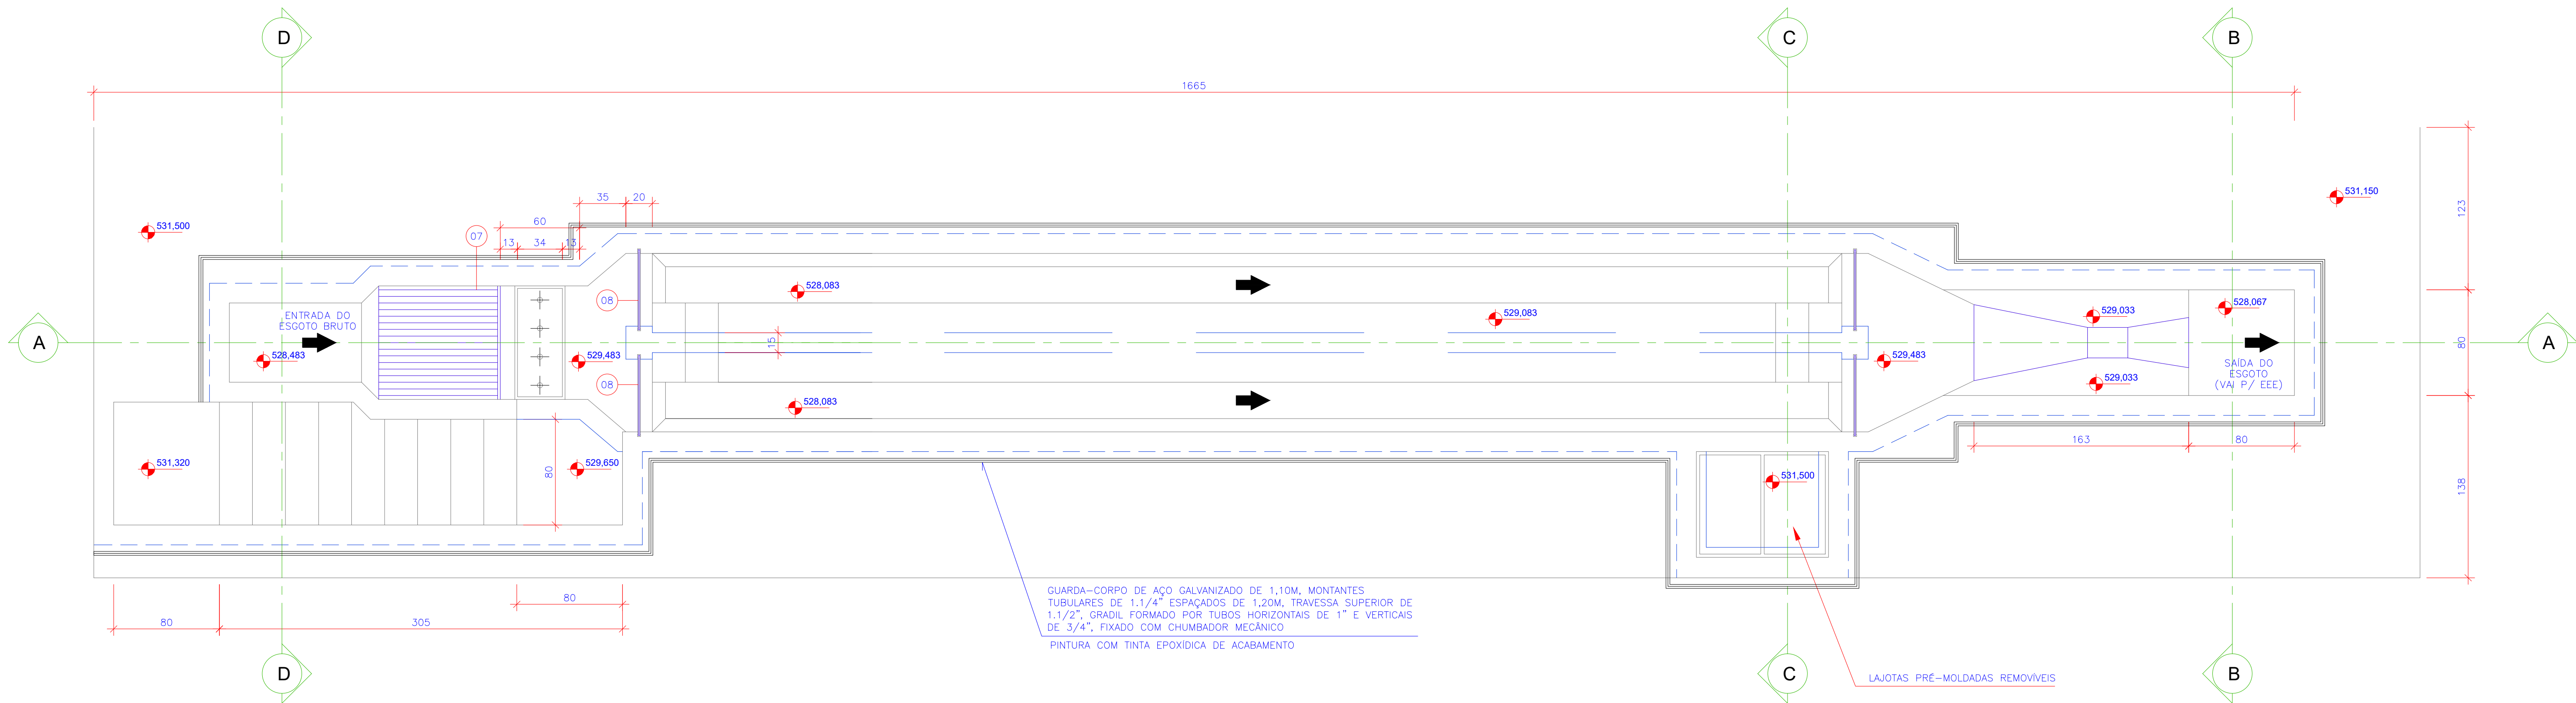 D
C
B
1665
531,500
531,150
35
20
60
07
13
34
13
123
ENTRADA DO
ESGOTO BRUTO
08
528,083
529,083
529,033
528,067
A
528,483
529,483
15
529,483
80
A
SAÍDA DO
ESGOTO
(VAI P/ EEE)
08
529,033
528,083
163
80
531,320
529,650
80
531,500
138
GUARDA-CORPO DE AÇO GALVANIZADO DE 1,10M, MONTANTES
TUBULARES DE 1.1/4" ESPAÇADOS DE 1,20M, TRAVESSA SUPERIOR DE
1.1/2", GRADIL FORMADO POR TUBOS HORIZONTAIS DE 1" E VERTICAIS
DE 3/4", FIXADO COM CHUMBADOR MECÂNICO
PINTURA COM TINTA EPOXÍDICA DE ACABAMENTO
80
80
305
D
C
B
LAJOTAS PRÉ-MOLDADAS REMOVÍVEIS